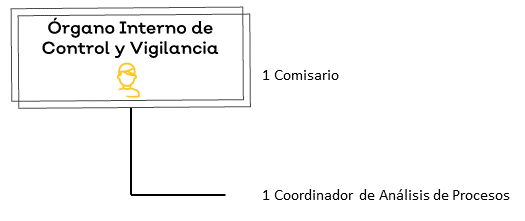 Órgano Interno de
Control y Vigilancia
1 Comisario
1 Coordinador de Análisis de Procesos